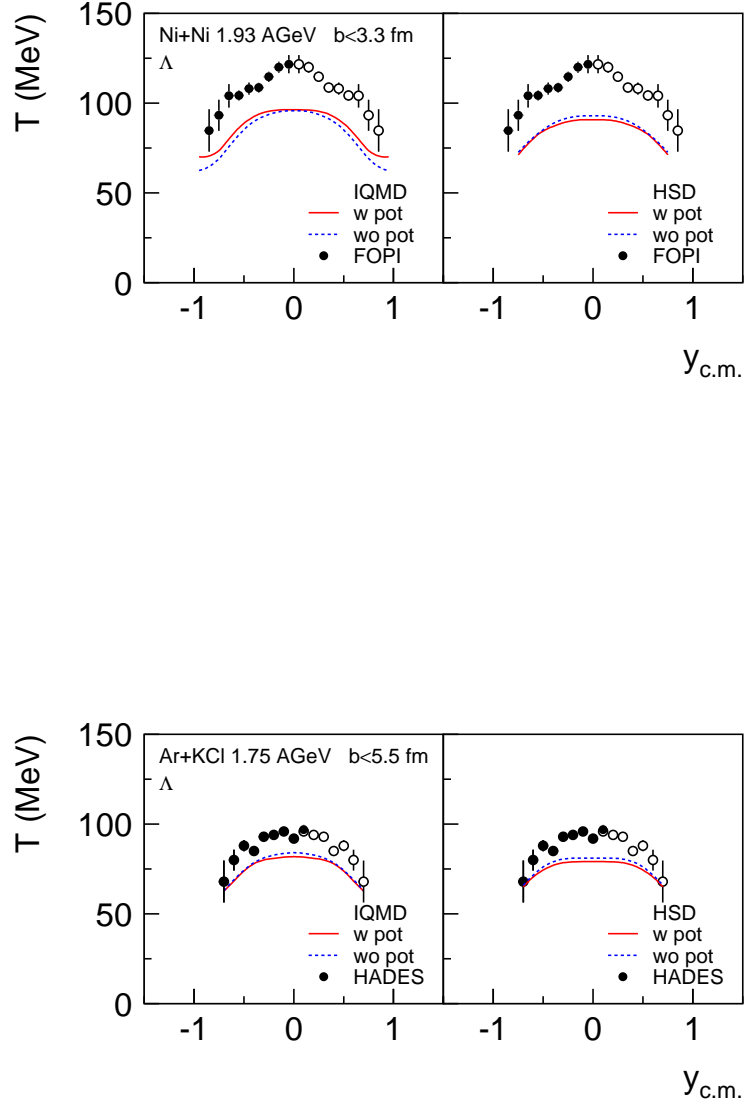 T (MeV)
150
100
50
0
Ni+Ni 1.93 AGeV b<3.3 fm
Λ
IQMD
w pot
wo pot
FOPI
HSD
w pot
wo pot
FOPI
-1 0 1 -1 0 1
y_c.m.
T (MeV)
150
100
50
0
Ar+KCl 1.75 AGeV b<5.5 fm
Λ
IQMD
w pot
wo pot
HADES
HSD
w pot
wo pot
HADES
-1 0 1 -1 0 1
y_c.m.